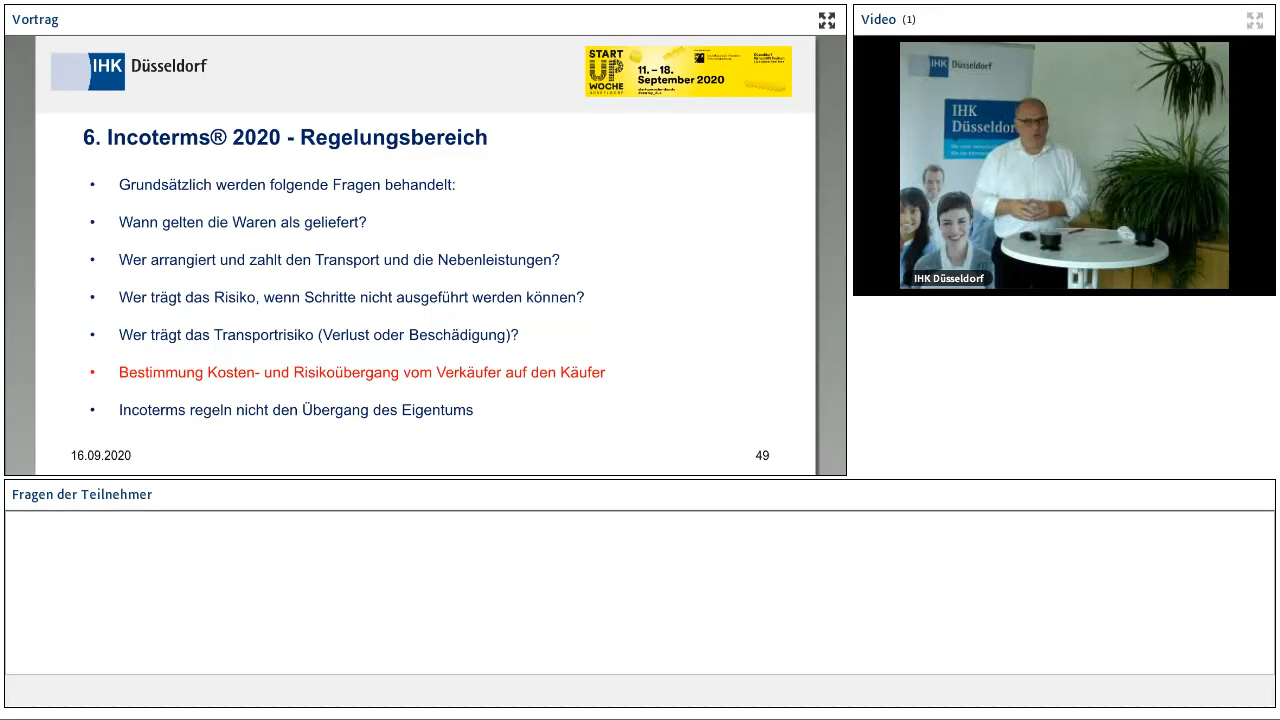 Vortrag
IHK Düsseldorf
START
UP
WOCHE
DÜSSELDORF
11. – 18.
September 2020
6. Incoterms® 2020 - Regelungsbereich
• Grundsätzlich werden folgende Fragen behandelt:
• Wann gelten die Waren als geliefert?
• Wer arrangiert und zahlt den Transport und die Nebenleistungen?
• Wer trägt das Risiko, wenn Schritte nicht ausgeführt werden können?
• Wer trägt das Transportrisiko (Verlust oder Beschädigung)?
• Bestimmung Kosten- und Risikoübergang vom Verkäufer auf den Käufer
• Incoterms regeln nicht den Übergang des Eigentums
16.09.2020
49
Video (1)
IHK Düsseldorf
IHK
Düsseldor
IHK Düsseldorf
Fragen der Teilnehmer